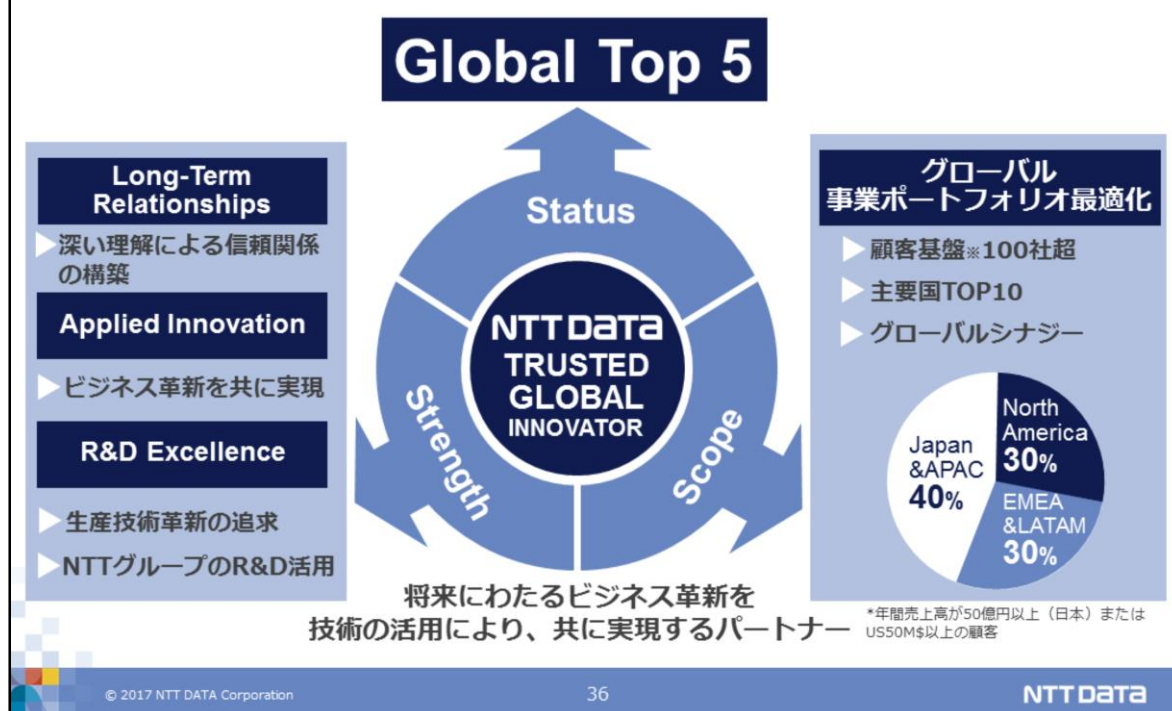 Global Top 5
Long-Term
Relationships
深い理解による信頼関係
の構築
Applied Innovation
ビジネス革新を共に実現
R&D Excellence
生産技術革新の追求
NTTグループのR&D活用
Status
Strength
Scope
NTT DATA
TRUSTED
GLOBAL
INNOVATOR
グローバル
事業ポートフォリオ最適化
顧客基盤※100社超
主要国TOP10
グローバルシナジー
North
America
30%
Japan
&APAC
40%
EMEA
&LATAM
30%
将来にわたるビジネス革新を
技術の活用により、共に実現するパートナー
*年間売上高が50億円以上（日本）または
US50M$以上の顧客
© 2017 NTT DATA Corporation
36
NTT DATA